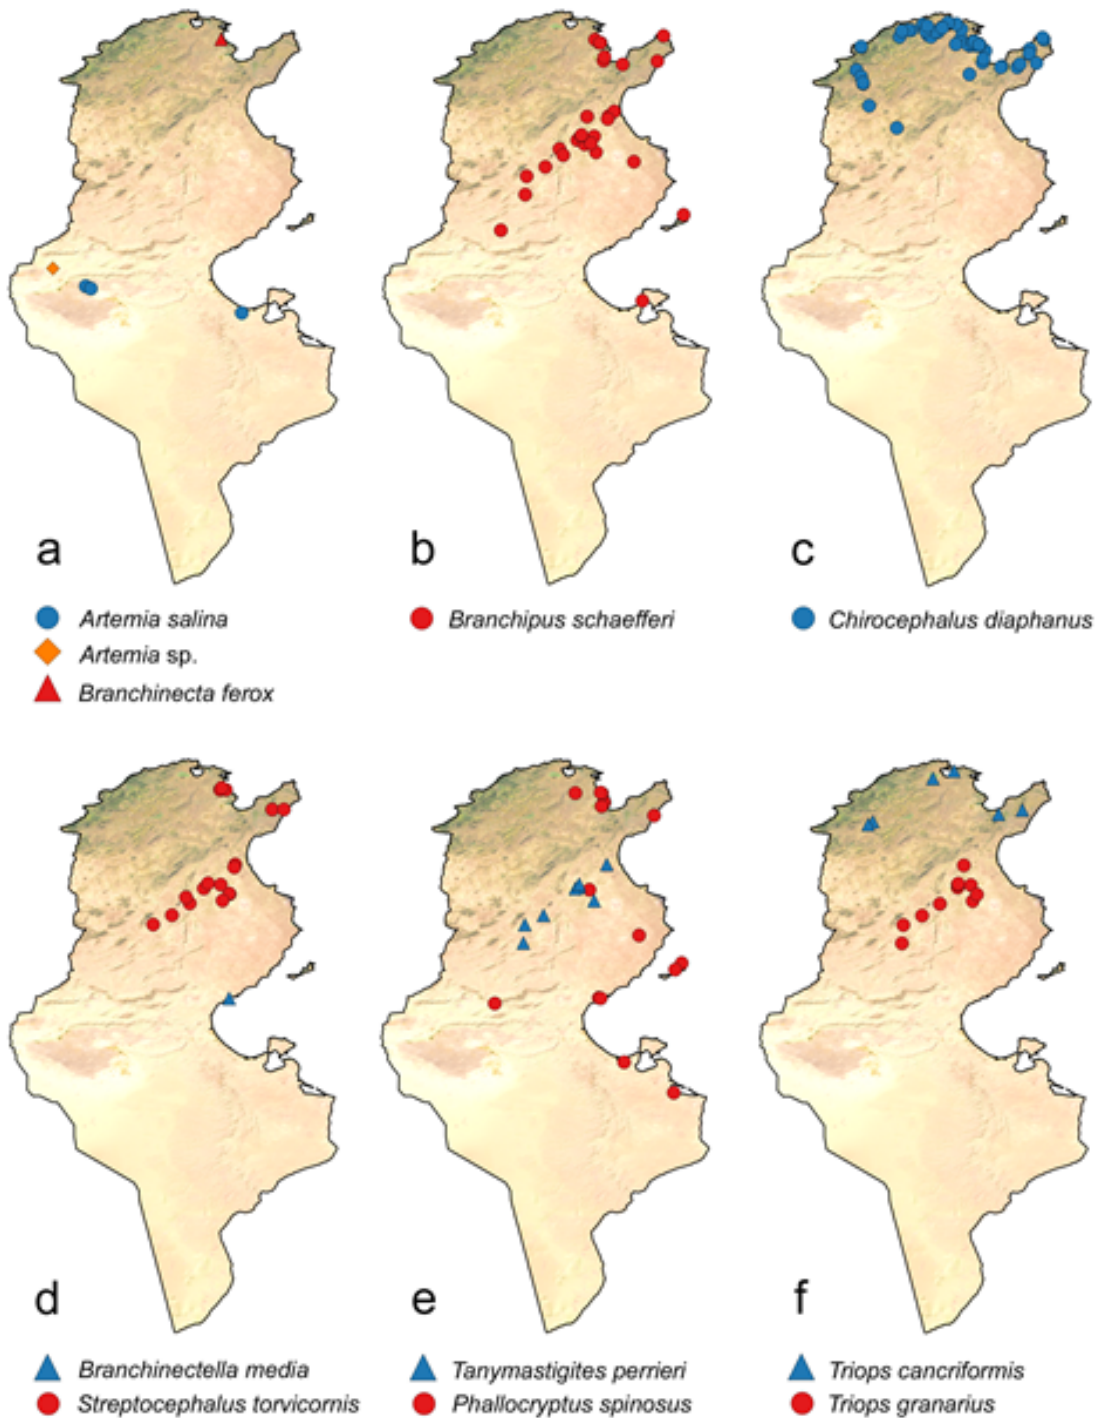 a
b
c
Artemia salina
Artemia sp.
Branchinecta ferox
Branchipus schaefferi
Chirocephalus diaphanus
d
e
f
Branchinectella media
Streptocephalus torvicornis
Tanymastigites perrieri
Phallocryptus spinosus
Triops cancriformis
Triops granarius